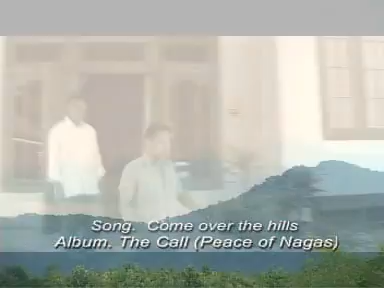 Song. Come over the hills
Album. The Call (Peace of Nagas)